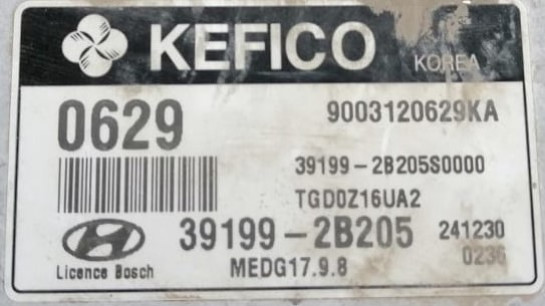 KEFICO KOREA
0629
9003120629KA
39199-2B205S0000
TGD0Z16UA2
39199-2B205 241230
Licence Bosch MEDG17.9.8 0236